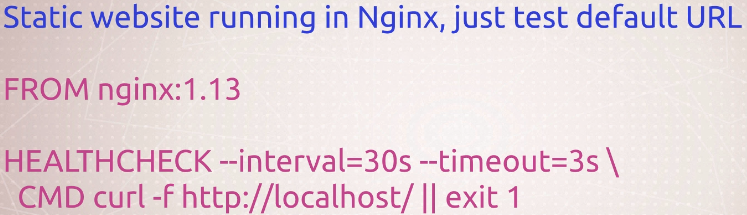 Static website running in Nginx, just test default URL
FROM nginx:1.13
HEALTHCHECK --interval=30s --timeout=3s \
CMD curl -f http://localhost/ || exit 1